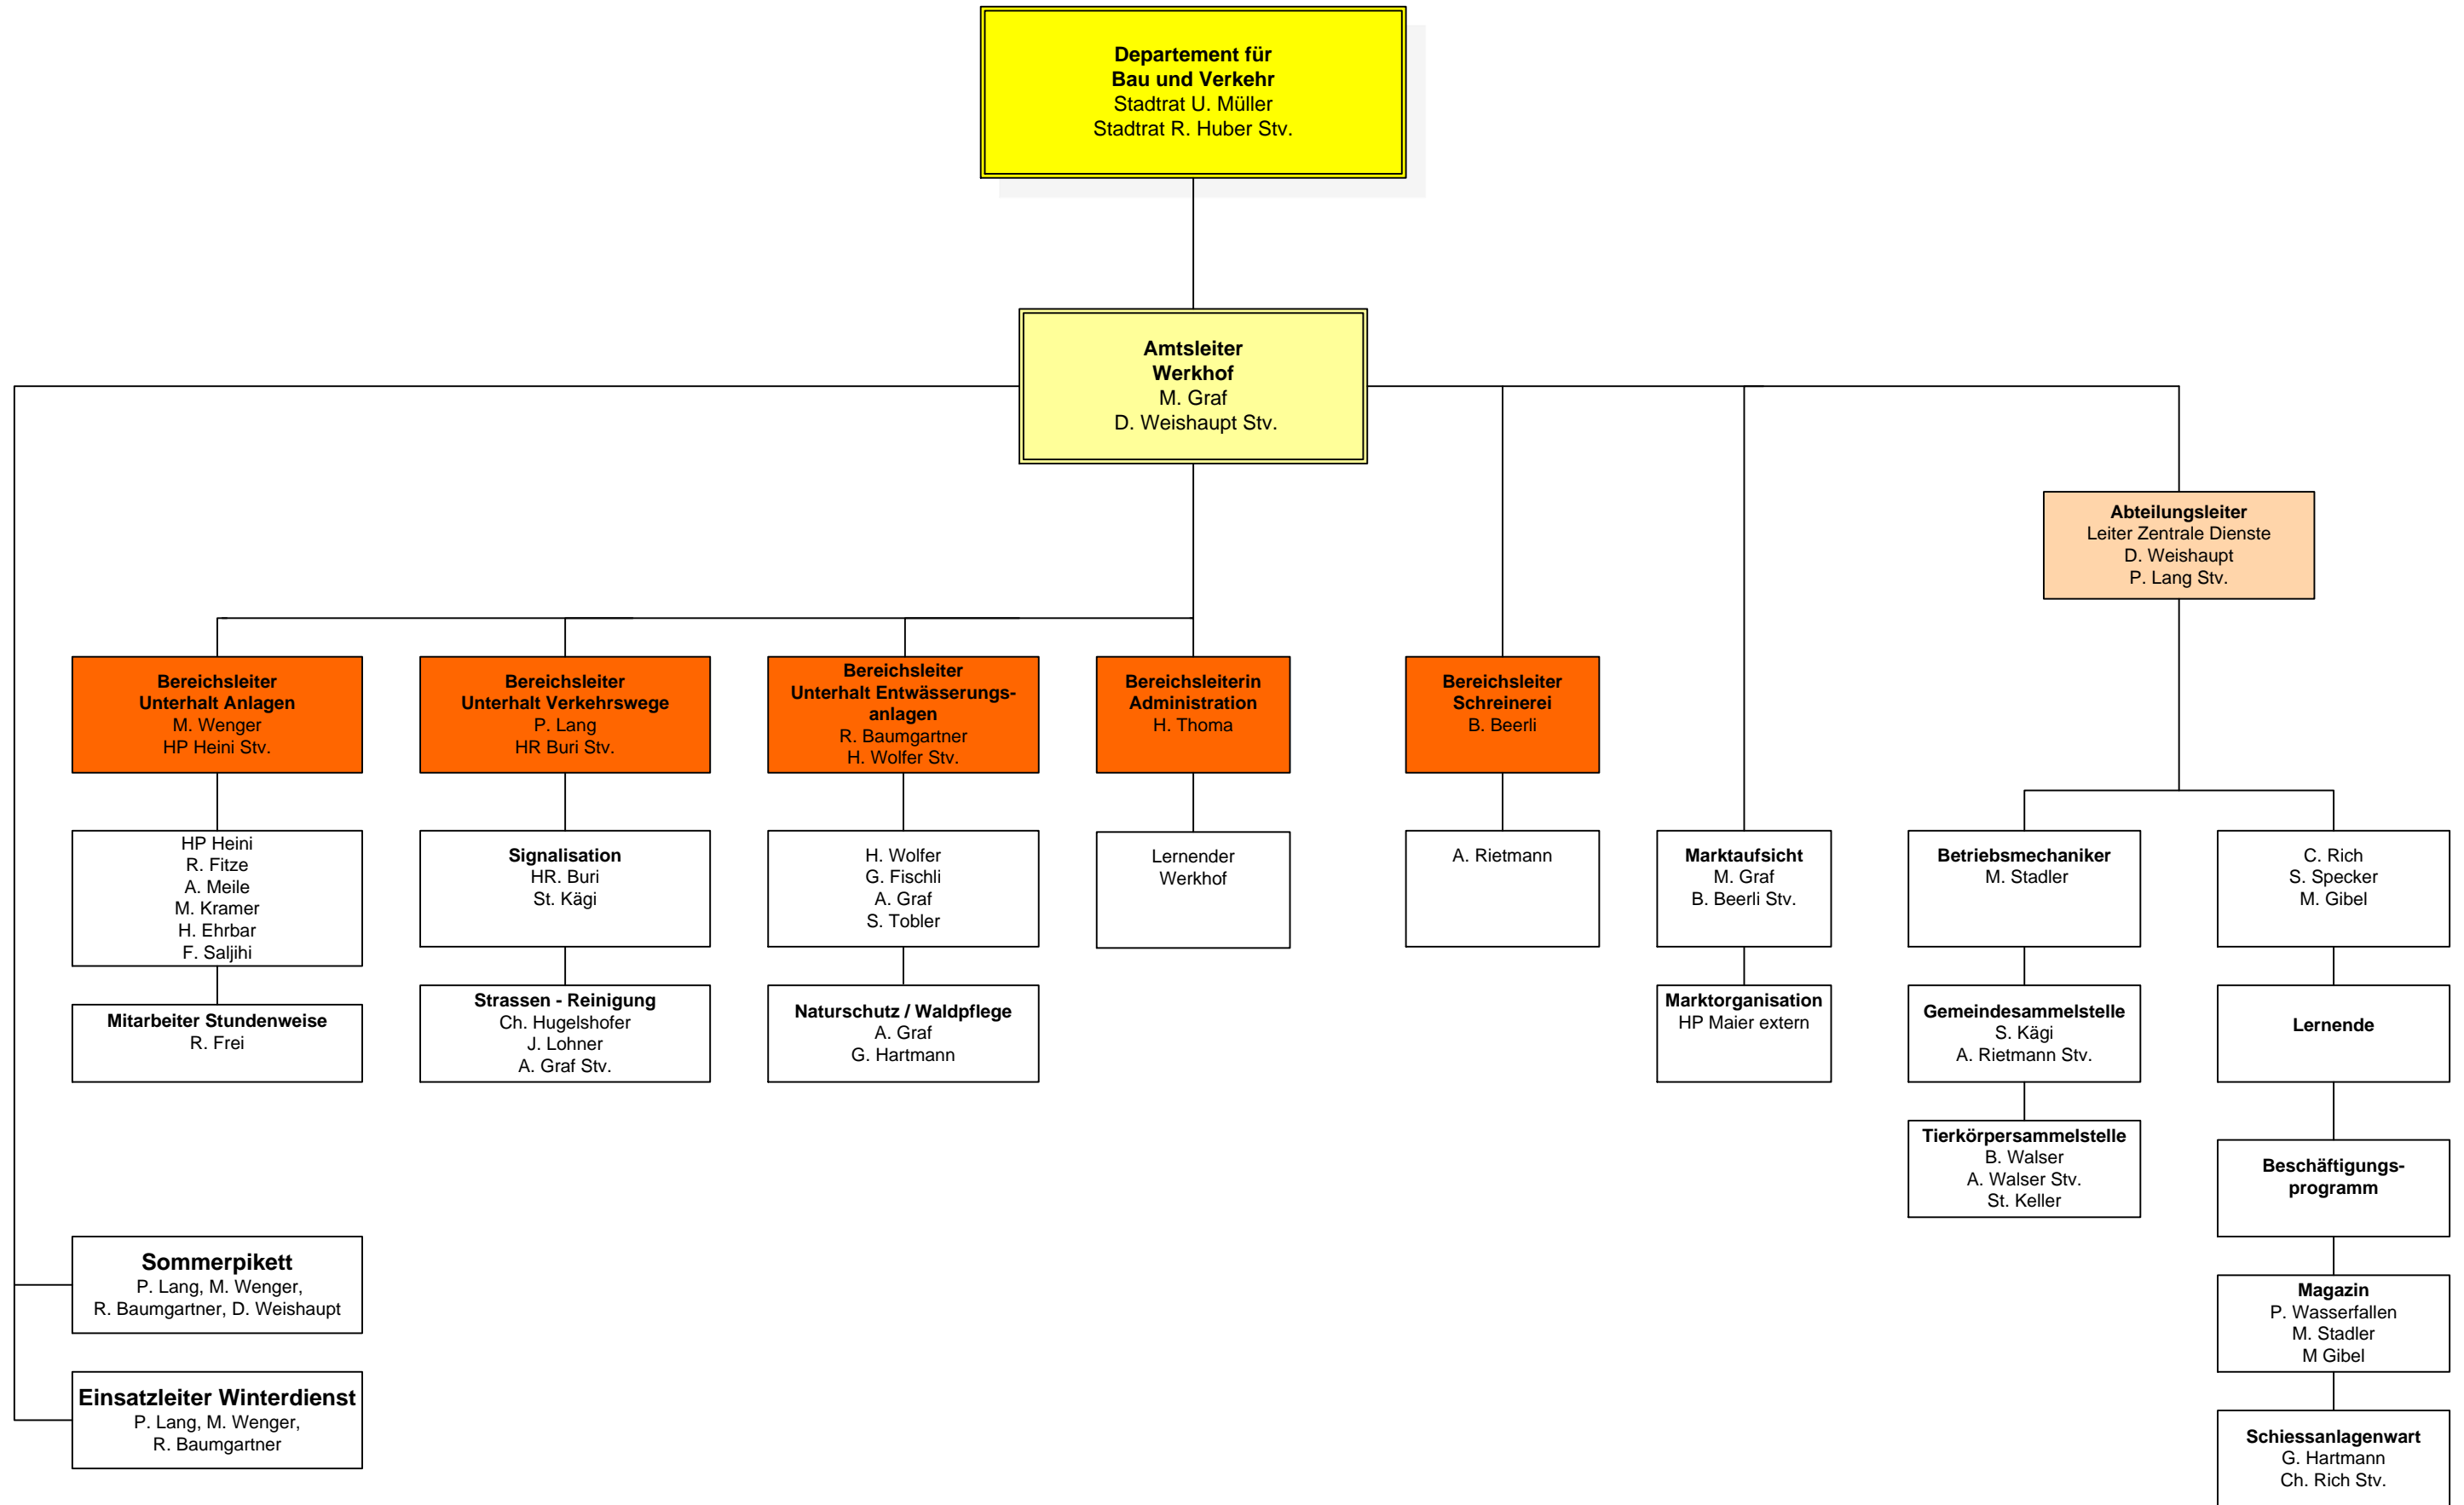 Departement für
Bau und Verkehr
Stadtrat U. Müller
Stadtrat R. Huber Stv.
Amtsleiter
Werkhof
M. Graf
D. Weishaupt Stv.
Abteilungsleiter
Leiter Zentrale Dienste
D. Weishaupt
P. Lang Stv.
Bereichsleiter
Unterhalt Anlagen
M. Wenger
HP Heini Stv.
Bereichsleiter
Unterhalt Verkehrswege
P. Lang
HR Buri Stv.
Bereichsleiter
Unterhalt Entwässerungs-
anlagen
R. Baumgartner
H. Wolfer Stv.
Bereichsleiterin
Administration
H. Thoma
Bereichsleiter
Schreinerei
B. Beerli
HP Heini
R. Fitze
A. Meile
M. Kramer
H. Ehrbar
F. Saljihi
Signalisation
HR. Buri
St. Kägi
H. Wolfer
G. Fischli
A. Graf
S. Tobler
Lernender
Werkhof
A. Rietmann
Marktaufsicht
M. Graf
B. Beerli Stv.
Betriebsmechaniker
M. Stadler
C. Rich
S. Specker
M. Gibel
Mitarbeiter Stundenweise
R. Frei
Strassen - Reinigung
Ch. Hugelshofer
J. Lohner
A. Graf Stv.
Naturschutz / Waldpflege
A. Graf
G. Hartmann
Marktorganisation
HP Maier extern
Gemeindesammelstelle
S. Kägi
A. Rietmann Stv.
Lernende
Tierkörpersammelstelle
B. Walser
A. Walser Stv.
St. Keller
Beschäftigungs-
programm
Sommerpikett
P. Lang, M. Wenger,
R. Baumgartner, D. Weishaupt
Magazin
P. Wasserfallen
M. Stadler
M Gibel
Einsatzleiter Winterdienst
P. Lang, M. Wenger,
R. Baumgartner
Schiessanlagenwart
G. Hartmann
Ch. Rich Stv.